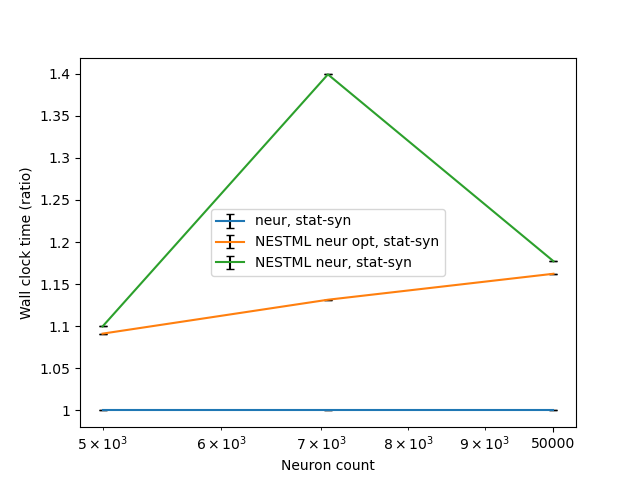 1.4
1.35
1.3
1.25
1.2
1.15
1.1
1.05
1
Wall clock time (ratio)
neur, stat-syn
NESTML neur opt, stat-syn
NESTML neur, stat-syn
5 × 10³ 6 × 10³ 7 × 10³ 8 × 10³ 9 × 10³ 50000
Neuron count